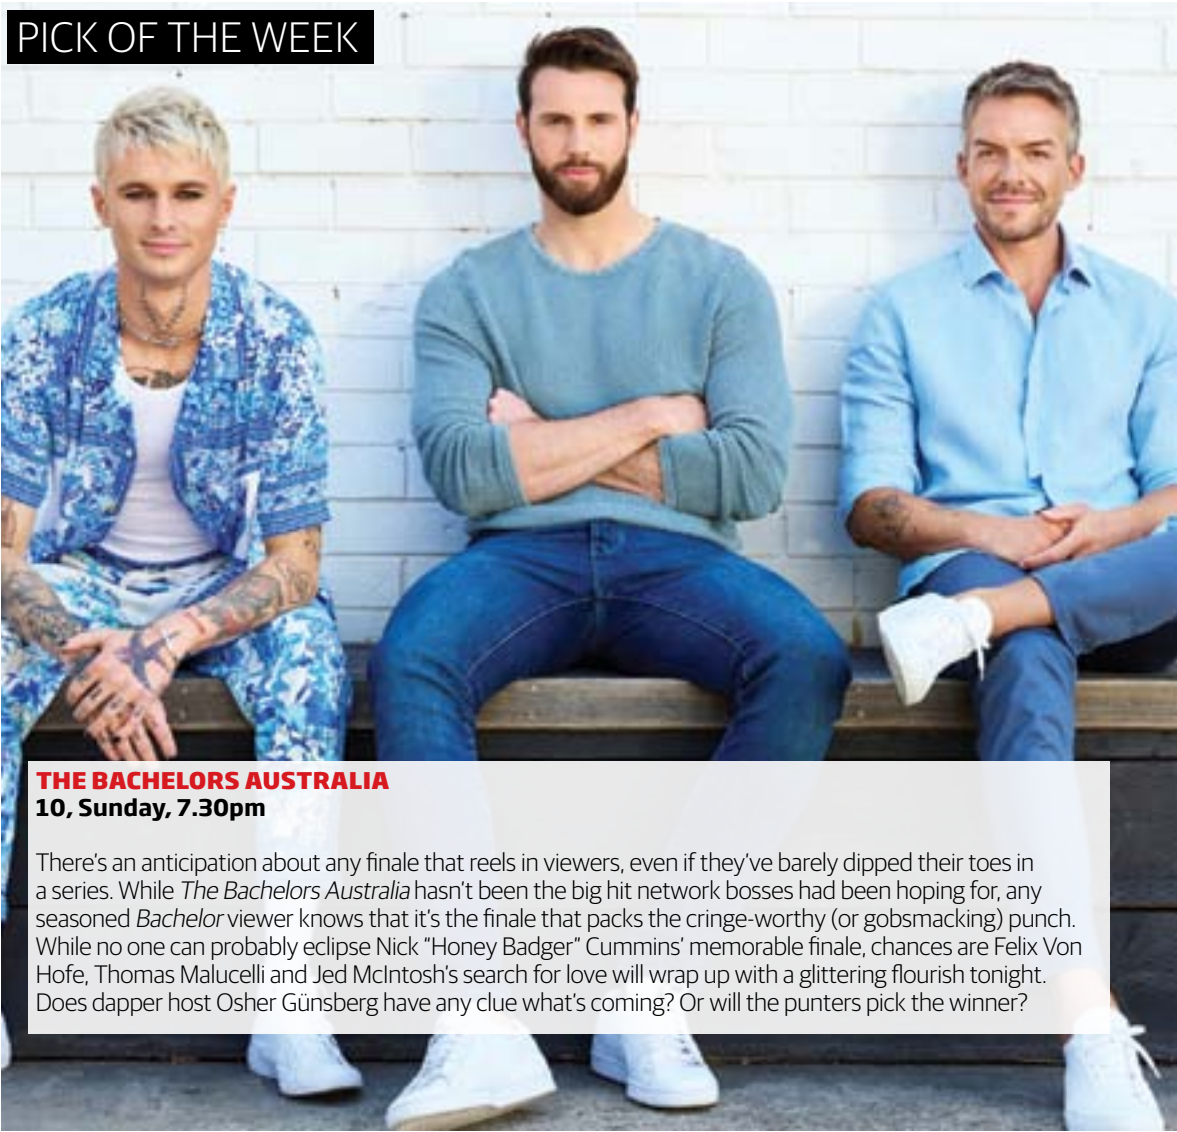 PICK OF THE WEEK
THE BACHELORS AUSTRALIA
10, Sunday, 7.30pm
There's an anticipation about any finale that reels in viewers, even if they've barely dipped their toes in
a series. While The Bachelors Australia hasn't been the big hit network bosses had been hoping for, any
seasoned Bachelor viewer knows that it's the finale that packs the cringe-worthy (or gobsmacking) punch.
While no one can probably eclipse Nick “Honey Badger” Cummins' memorable finale, chances are Felix Von
Hofe, Thomas Malucelli and Jed McIntosh's search for love will wrap up with a glittering flourish tonight.
Does dapper host Osher Günsberg have any clue what's coming? Or will the punters pick the winner?